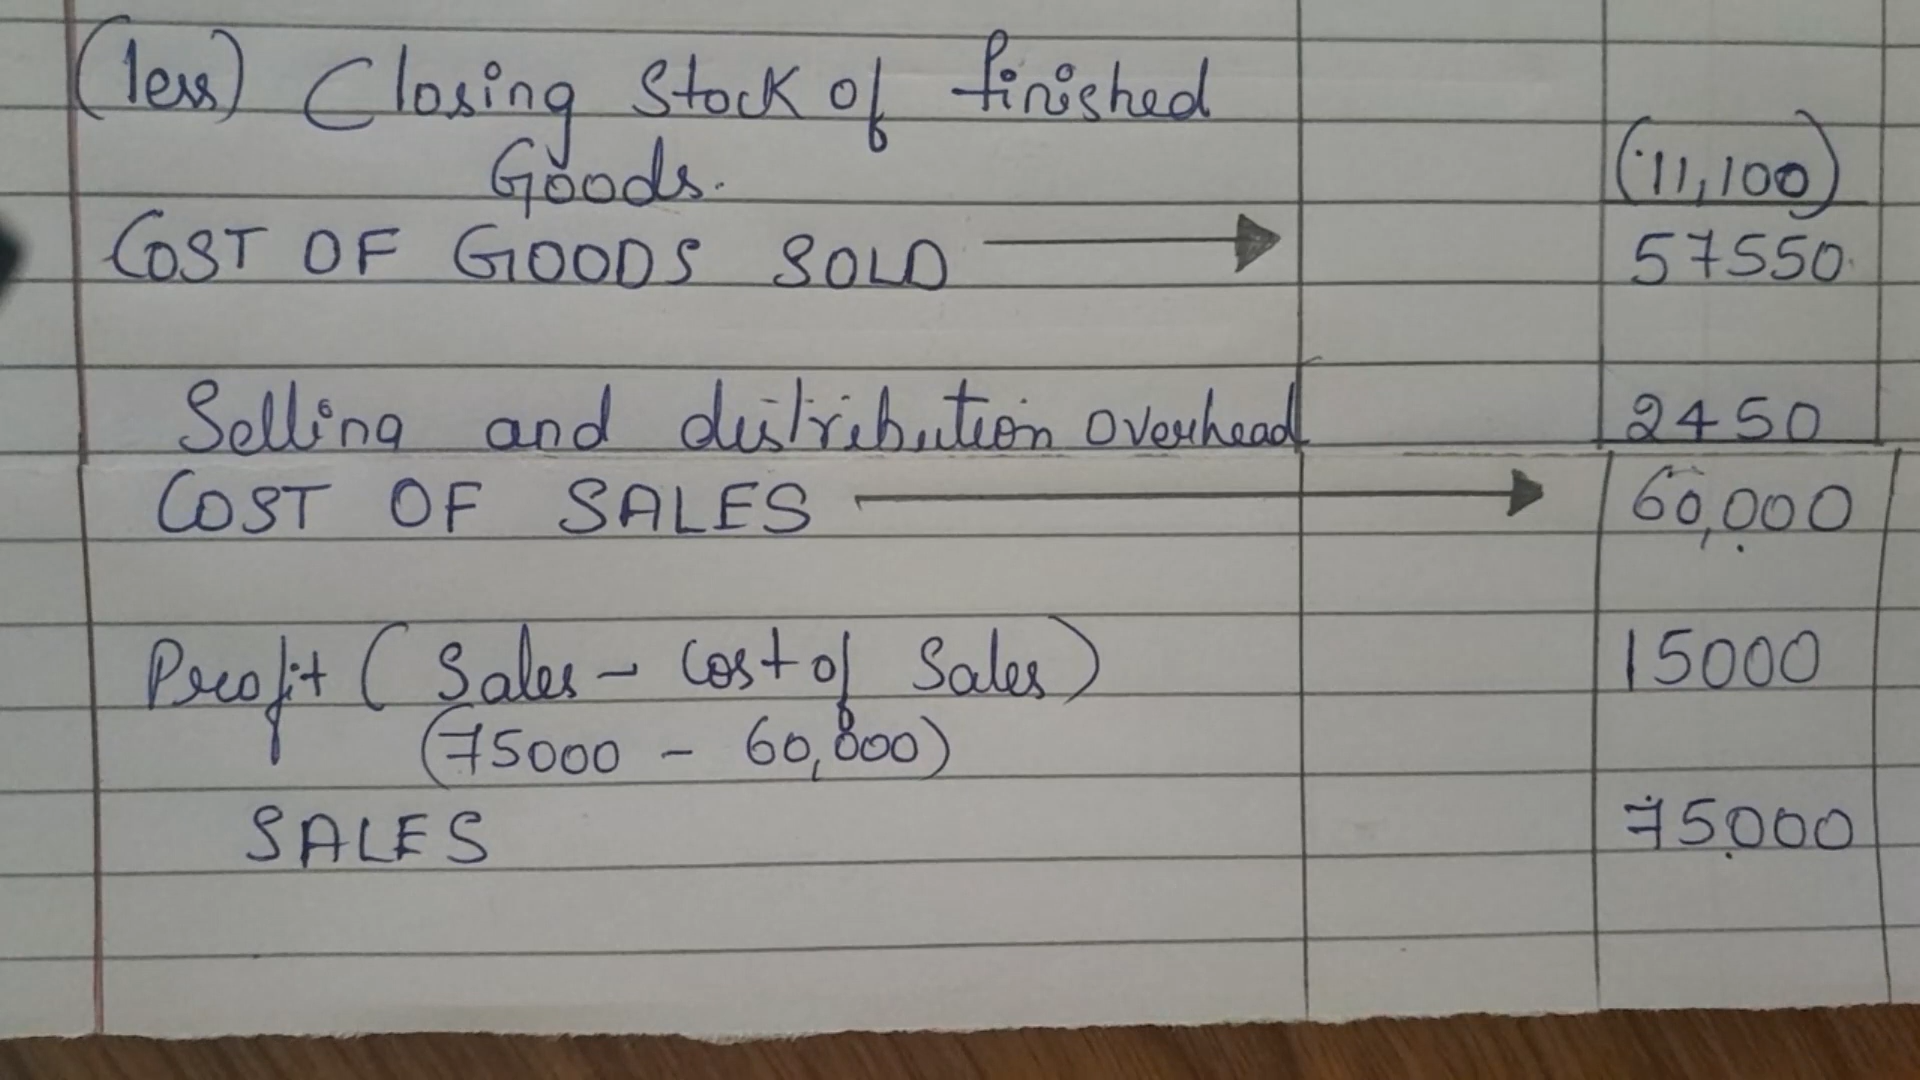 (less) Closing Stock of finished
Goods. (11,100)
COST OF GOODS SOLD 57550
Selling and distribution overhead 2450
COST OF SALES 60,000
Profit (Sales - Cost of Sales) 15000
(75000 - 60,000)
SALES 75000